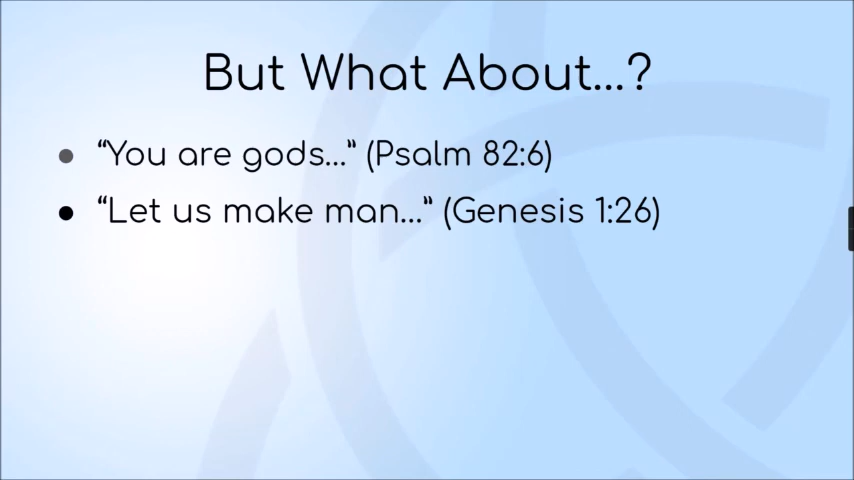 But What About...?
● “You are gods...” (Psalm 82:6)
● “Let us make man...” (Genesis 1:26)